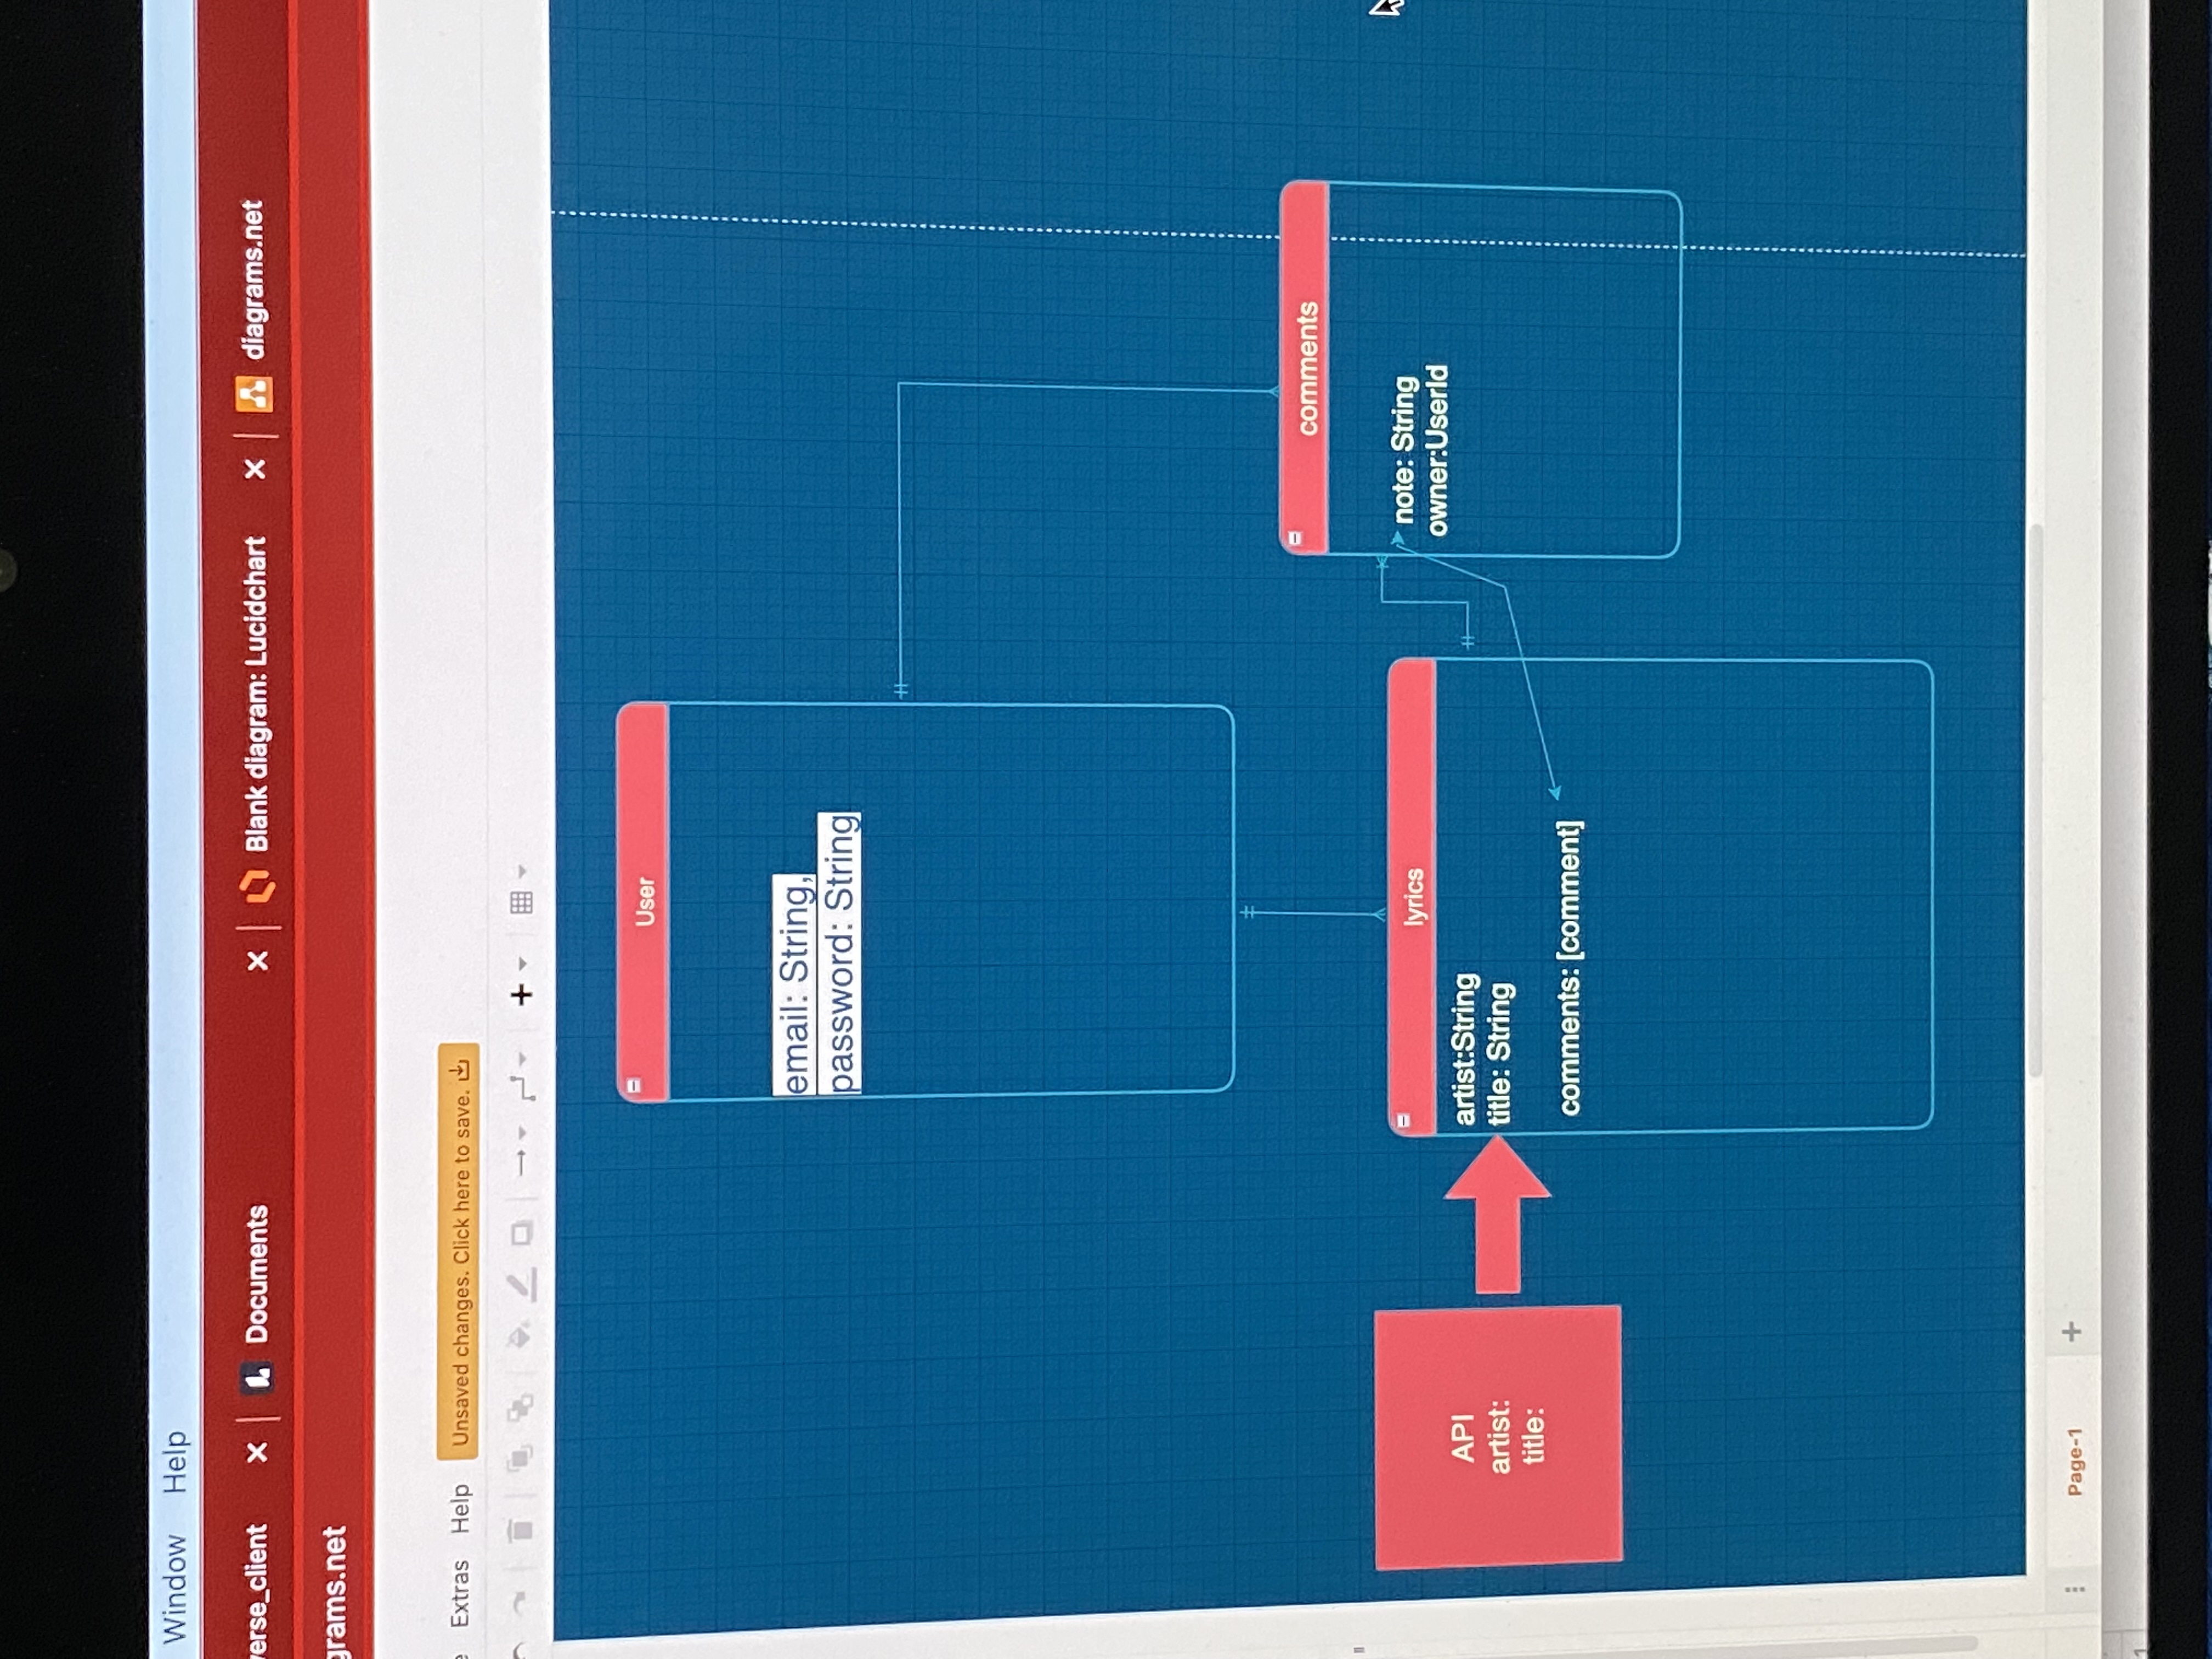 Window Help
erse_client Documents Blank diagram: Lucidchart diagrams.net
grams.net
Extras Help Unsaved changes. Click here to save.
User
email: String,
password: String
comments
note: String
owner:UserId
lyrics
artist:String
title: String
comments: [comment]
API
artist:
title:
Page-1